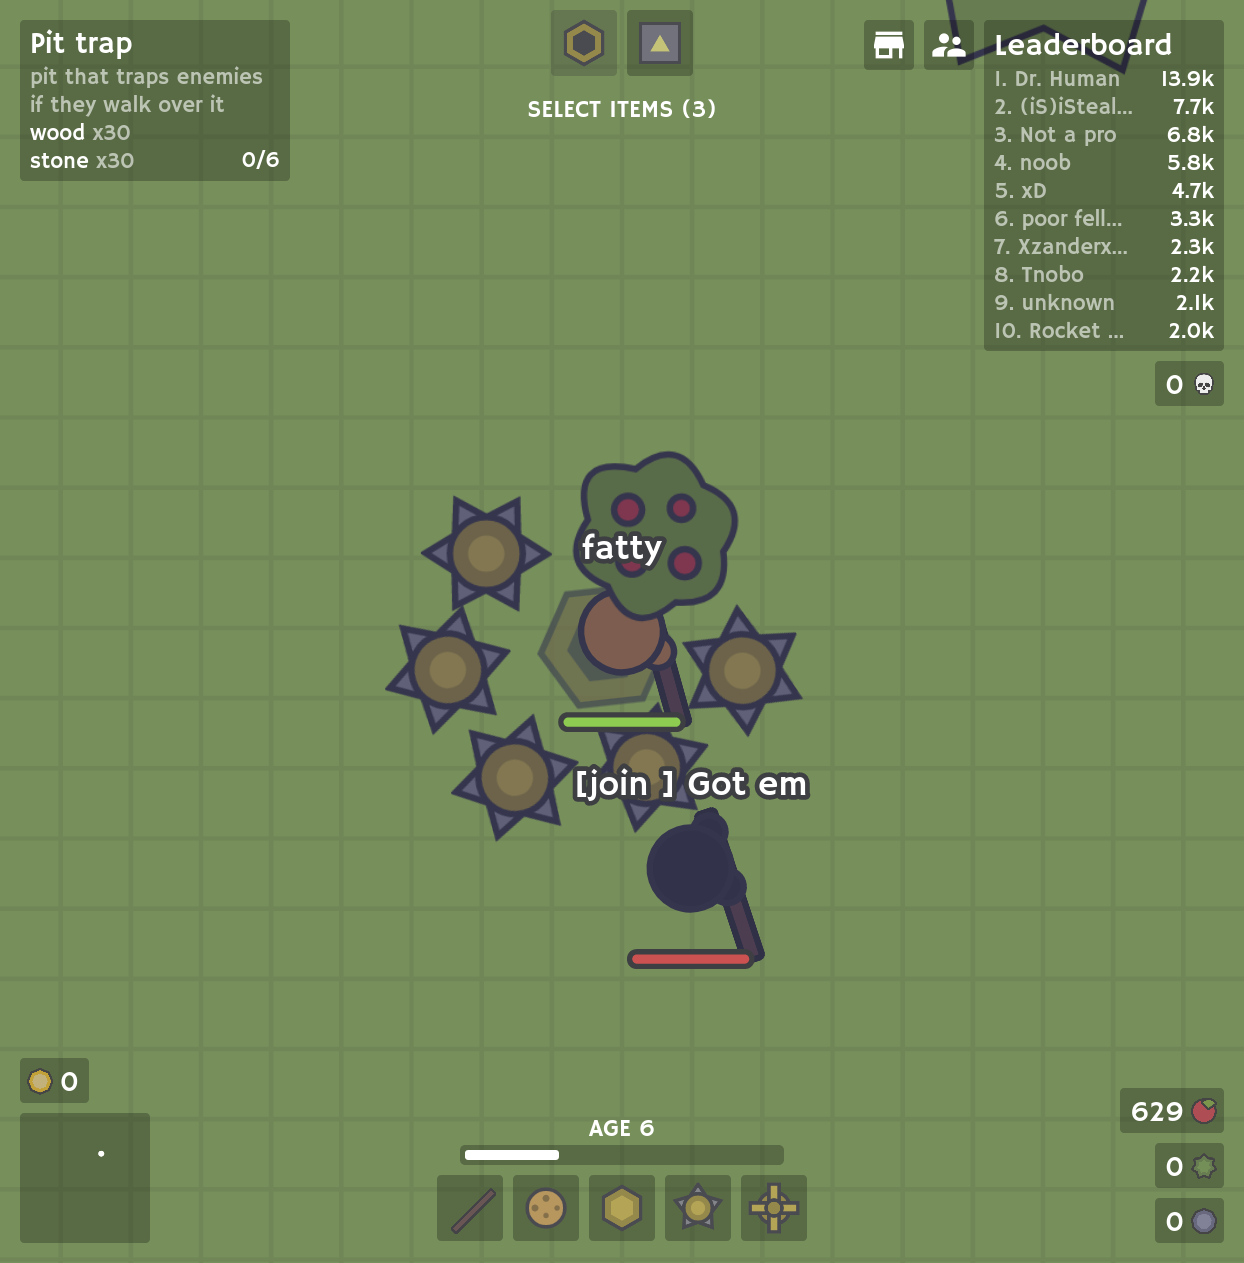 Pit trap
pit that traps enemies
if they walk over it
wood x30
stone x30 0/6
SELECT ITEMS (3)
Leaderboard
1. Dr. Human 13.9k
2. (iS)iSteal... 7.7k
3. Not a pro 6.8k
4. noob 5.8k
5. xD 4.7k
6. poor fell... 3.3k
7. Xzanderx... 2.3k
8. Tnobo 2.2k
9. unknown 2.1k
10. Rocket ... 2.0k
0
fatty
[join ] Got em
0
AGE 6
629
0
0